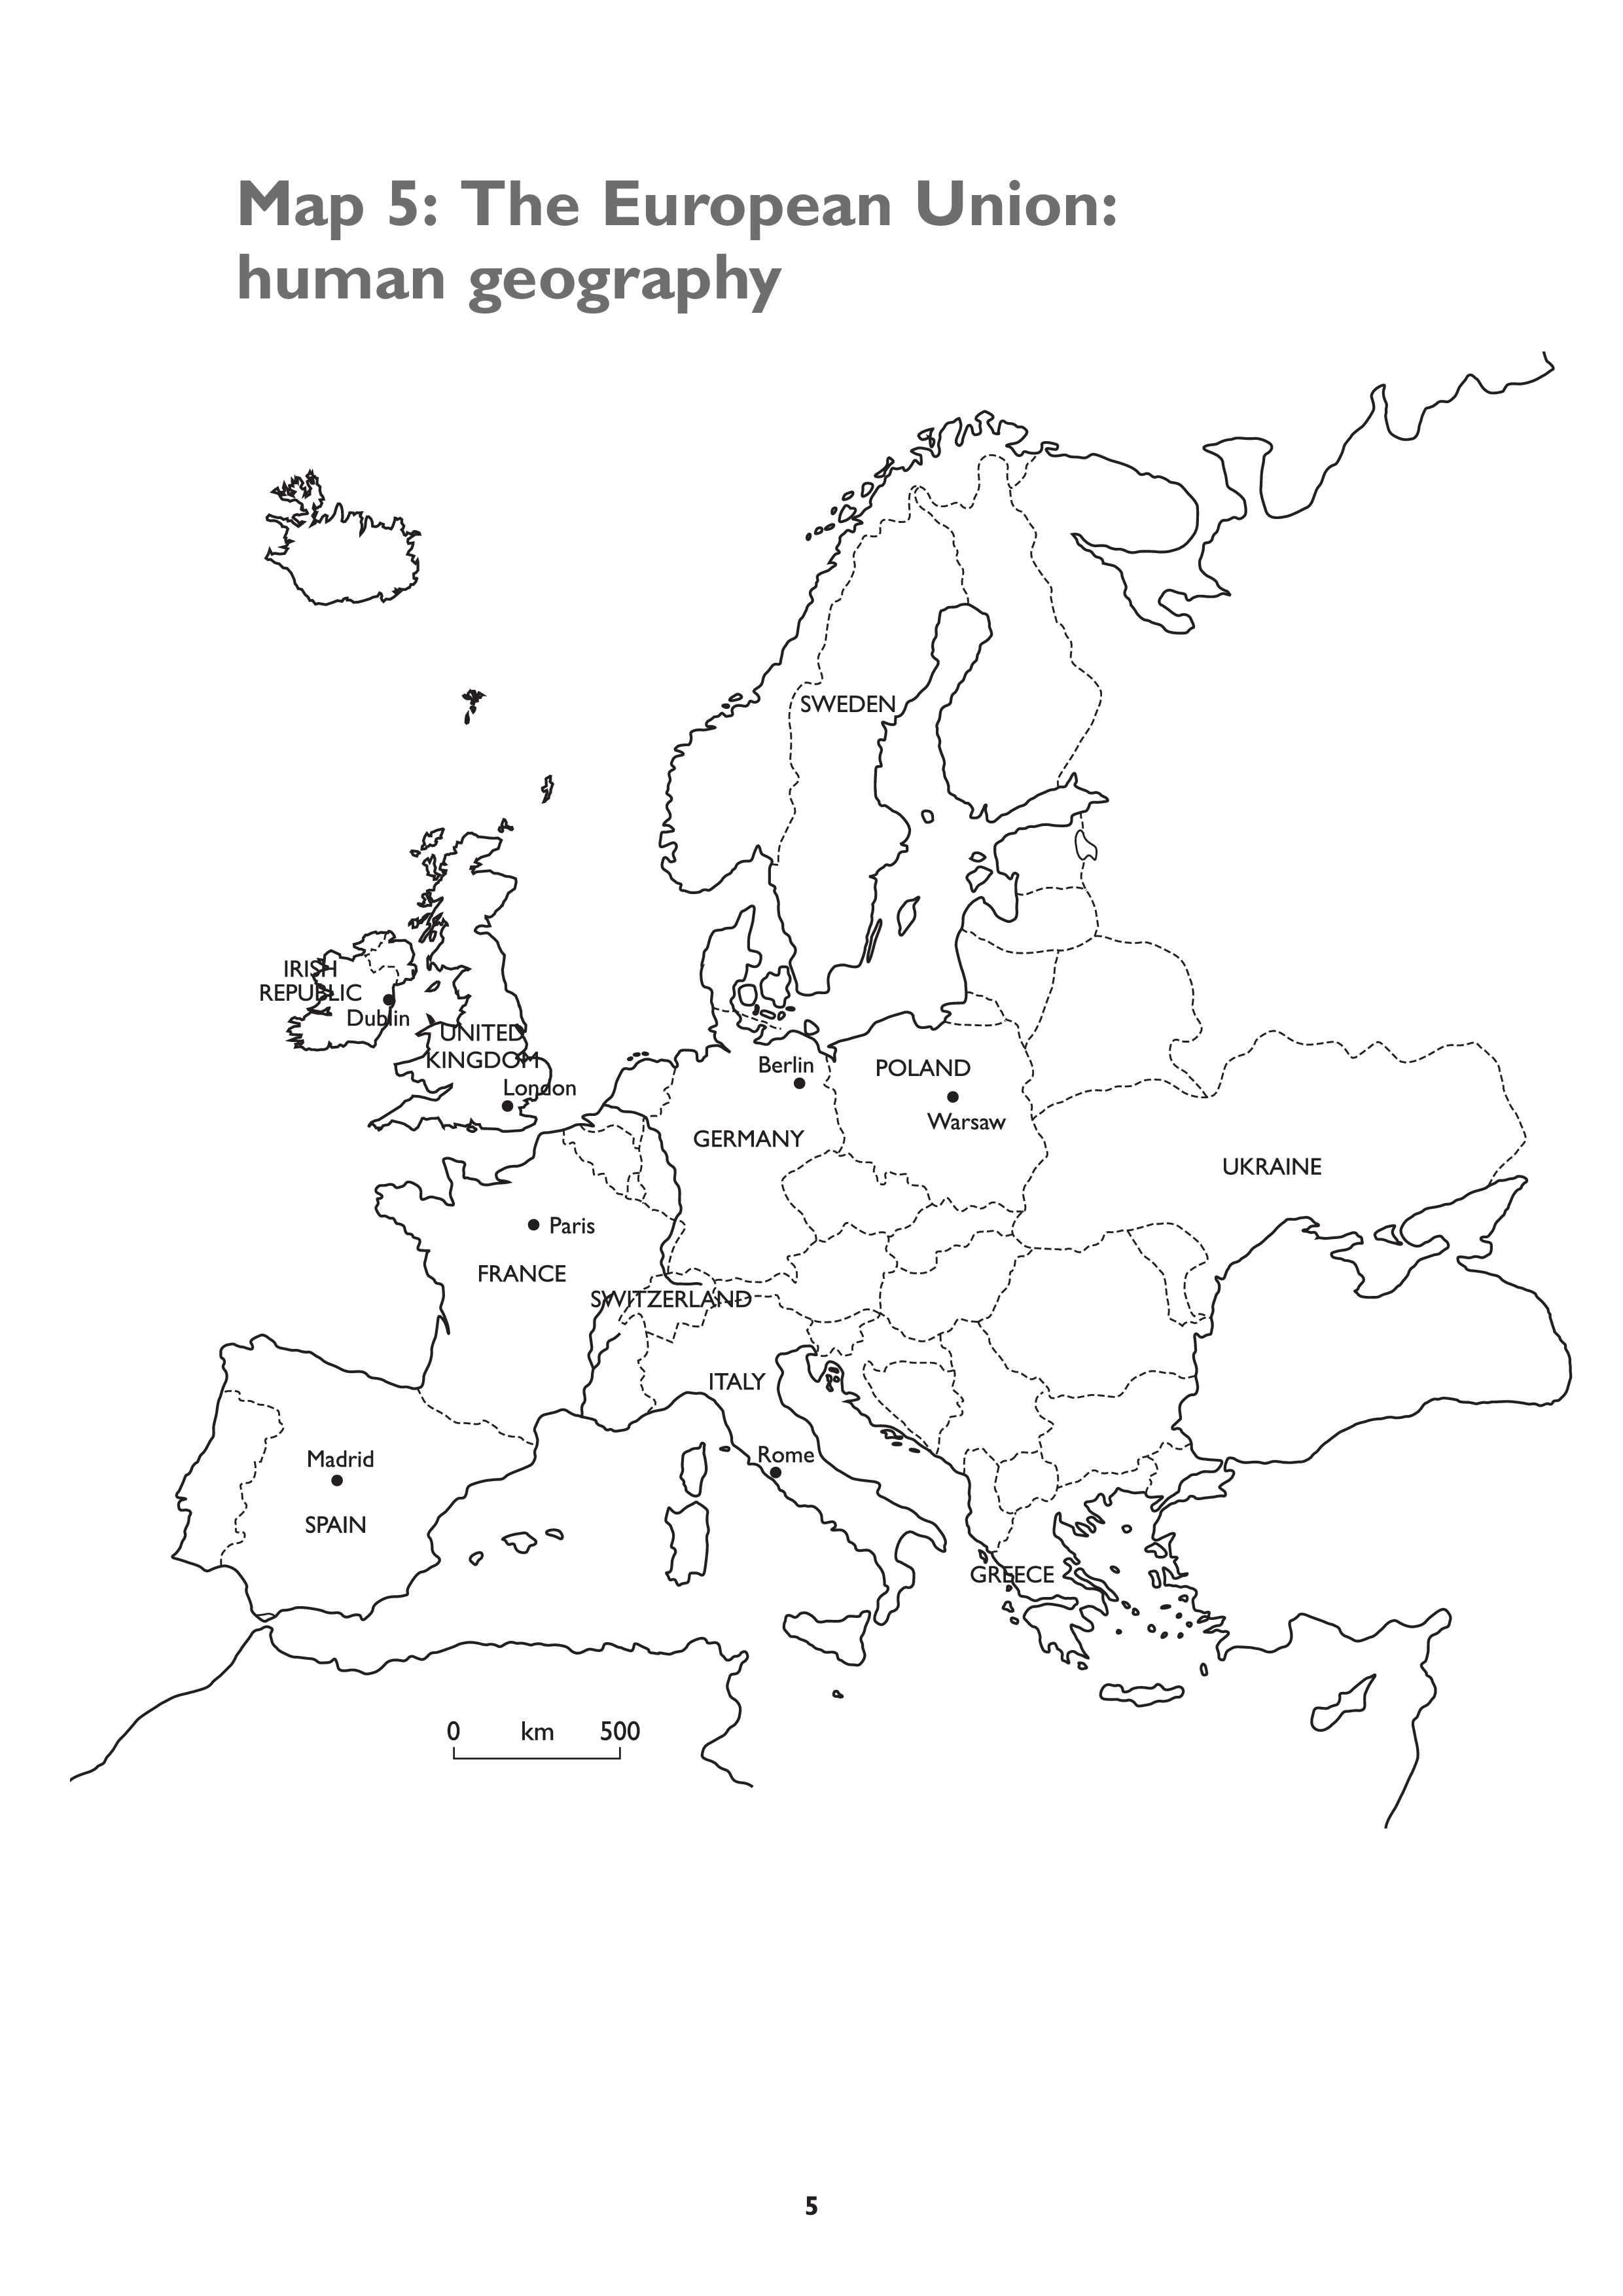 Map 5: The European Union:
human geography
SWEDEN
IRISH
REPUBLIC
Dublin
UNITED
KINGDOM
London
Berlin
POLAND
Warsaw
GERMANY
UKRAINE
Paris
FRANCE
SWITZERLAND
ITALY
Madrid
Rome
SPAIN
GREECE
0 km 500
5